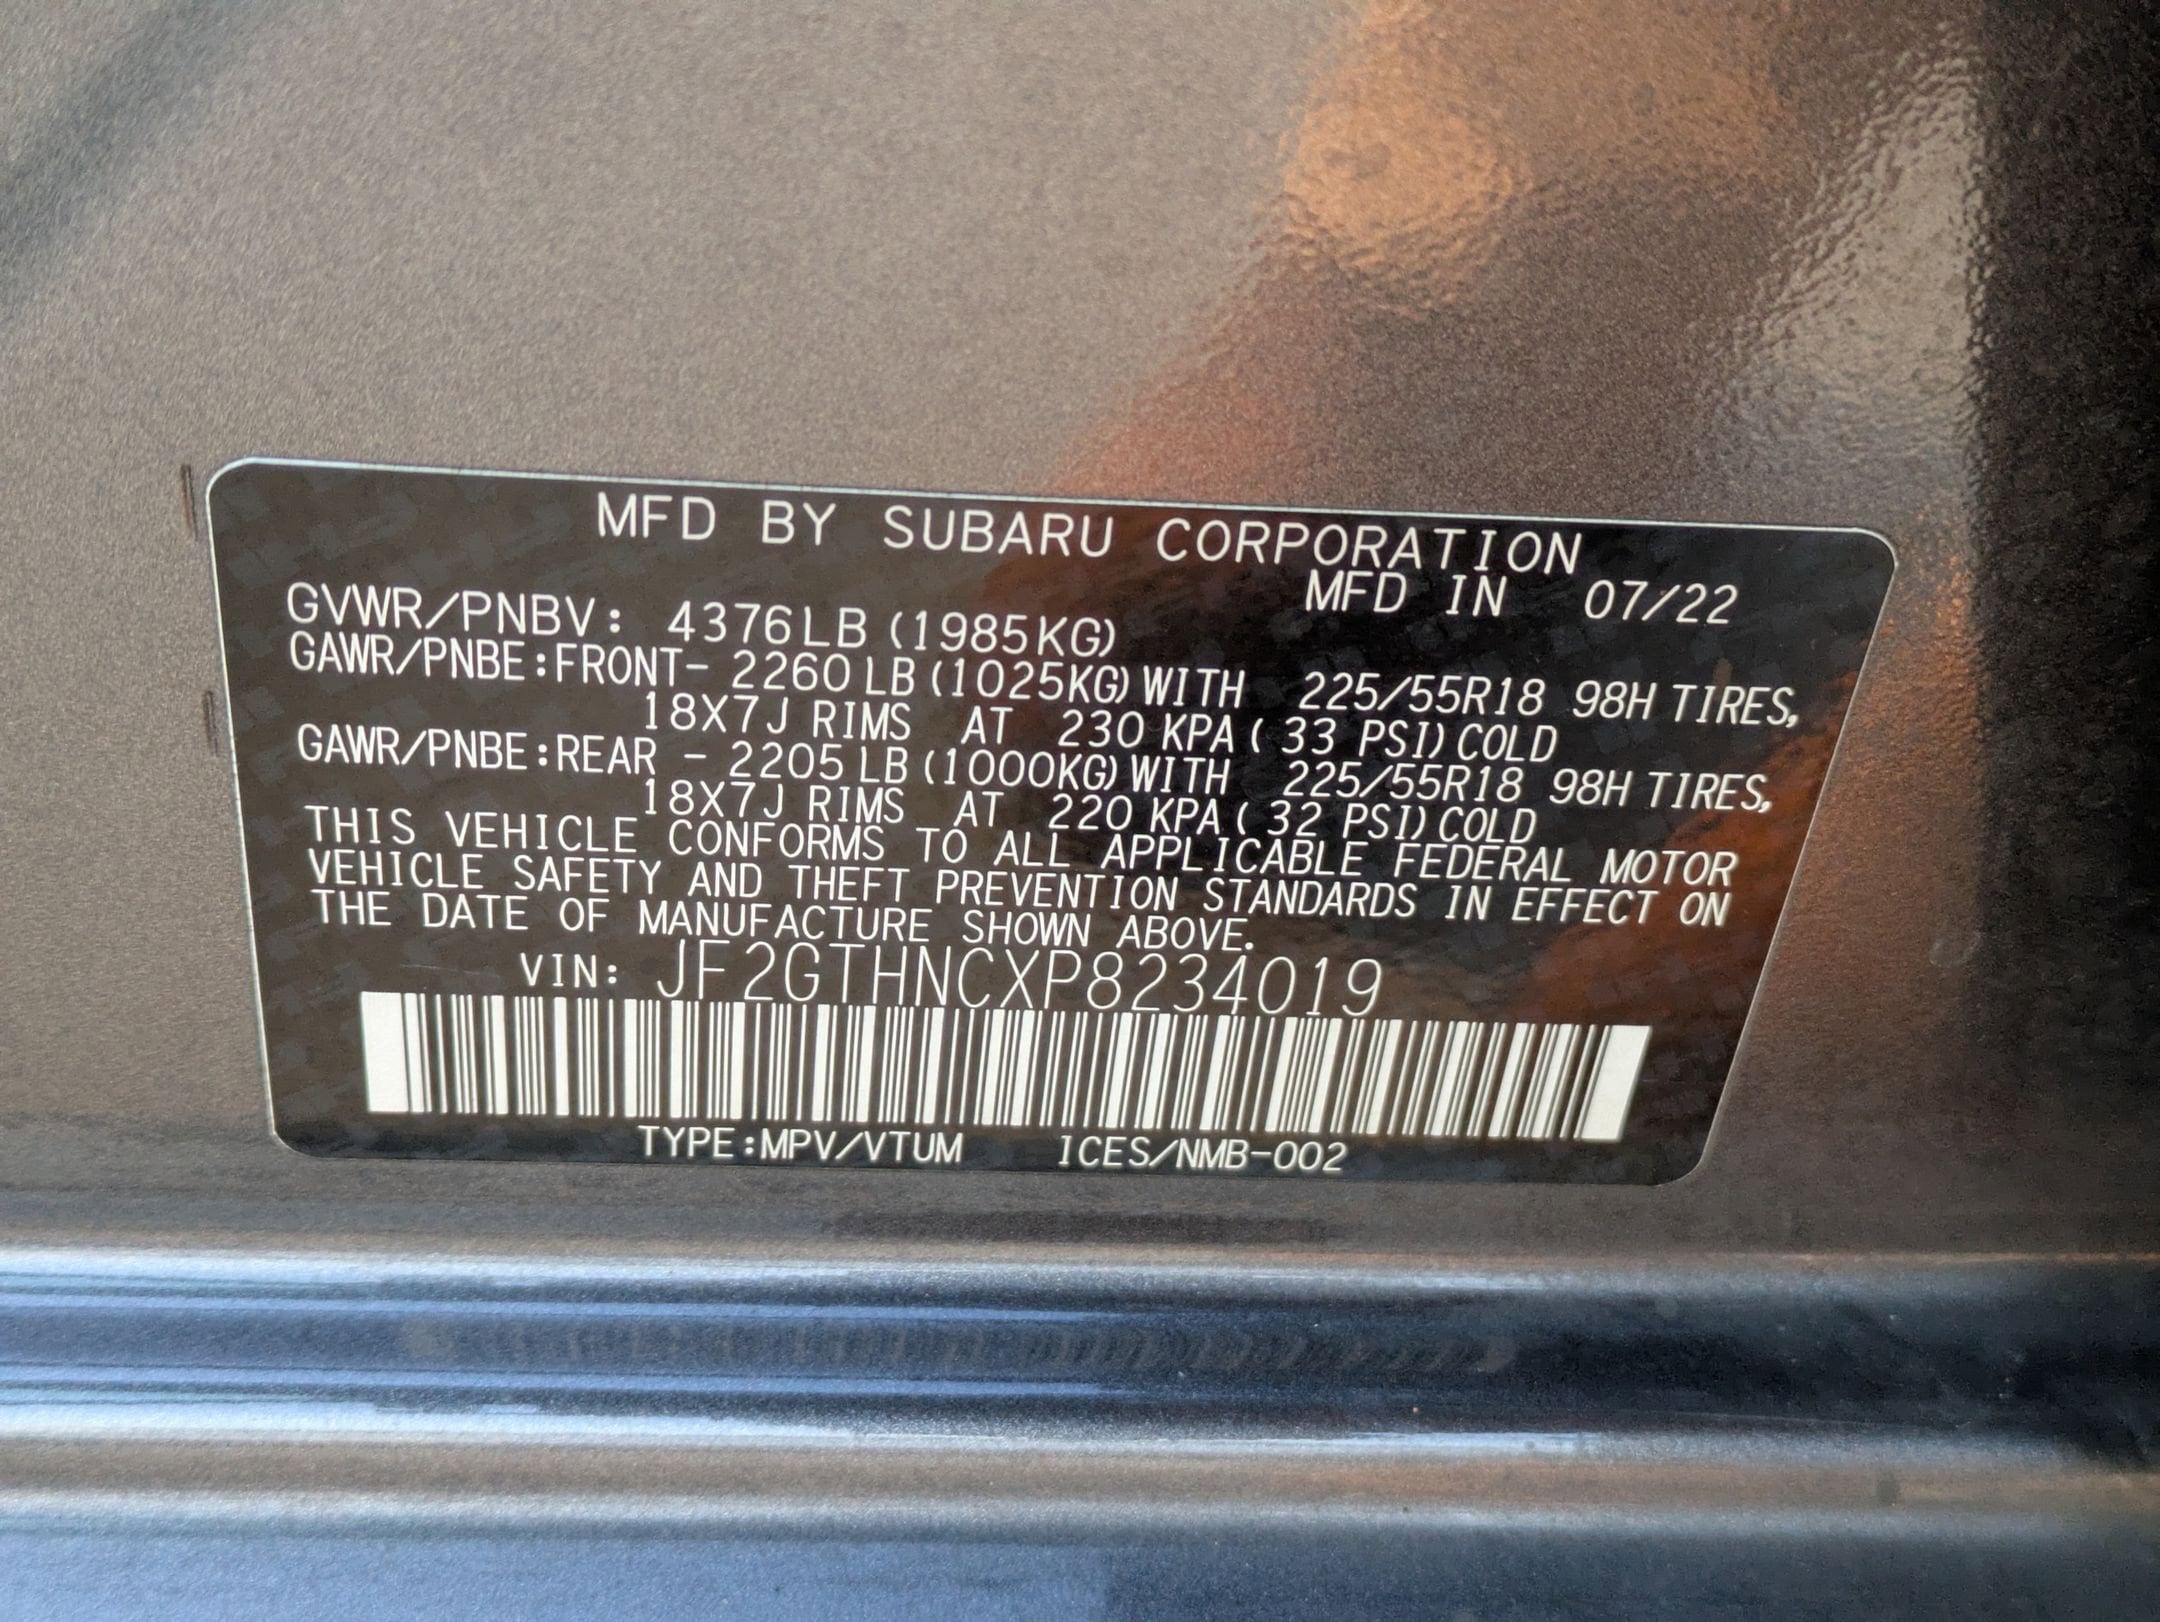 MFD BY SUBARU CORPORATION
MFD IN 07/22
GVWR/PNBV: 4376LB (1985KG)
GAWR/PNBE:FRONT- 2260 LB (1025KG) WITH 225/55R18 98H TIRES,
18X7J RIMS AT 230 KPA ( 33 PSI) COLD
GAWR/PNBE:REAR - 2205 LB (1000KG) WITH 225/55R18 98H TIRES,
18X7J RIMS AT 220 KPA ( 32 PSI) COLD
THIS VEHICLE CONFORMS TO ALL APPLICABLE FEDERAL MOTOR
VEHICLE SAFETY AND THEFT PREVENTION STANDARDS IN EFFECT ON
THE DATE OF MANUFACTURE SHOWN ABOVE.
VIN: JF2GTHNCXP8234019
TYPE:MPV/VTUM ICES/NMB-002